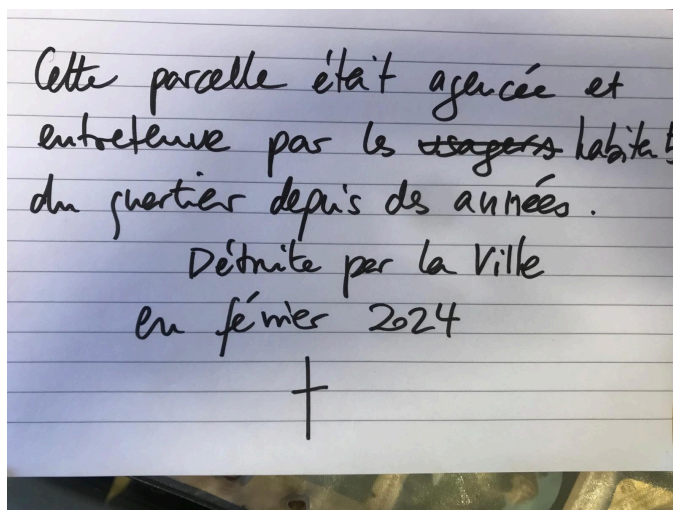 Cette parcelle était agencée et
entretenue par les usagers habitants
du quartier depuis des années.
Détruite par la Ville
en février 2024